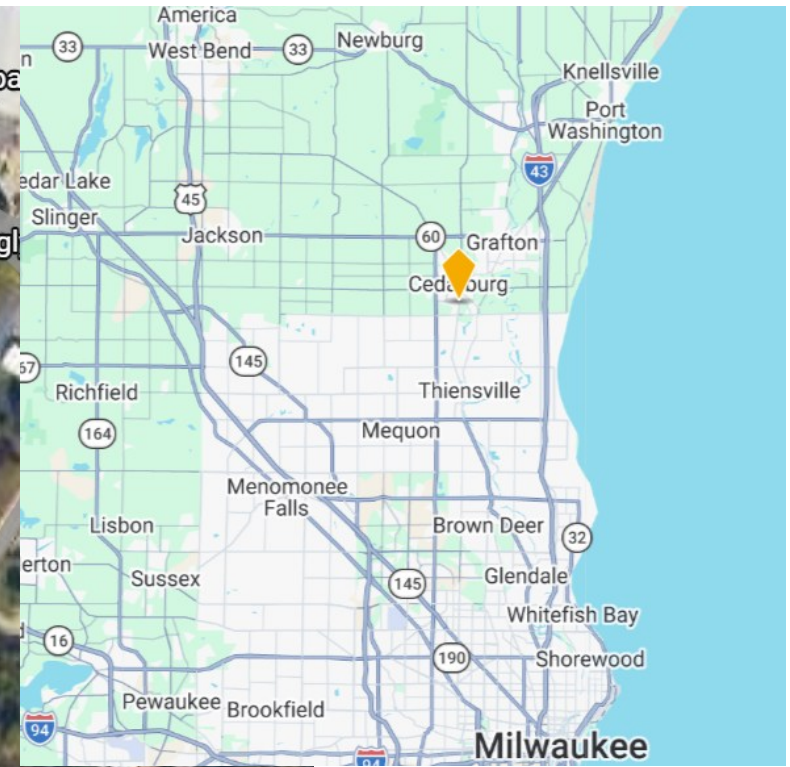 America
33
West Bend
33
Newburg
Knellsville
Port
Washington
43
edar Lake
45
Slinger
Jackson
60
Grafton
Cedarburg
145
67
Richfield
Thiensville
164
Mequon
Menomonee
Falls
Lisbon
Brown Deer
32
erton
Sussex
145
Glendale
Whitefish Bay
16
190
Shorewood
Pewaukee
Brookfield
94
Milwaukee
94